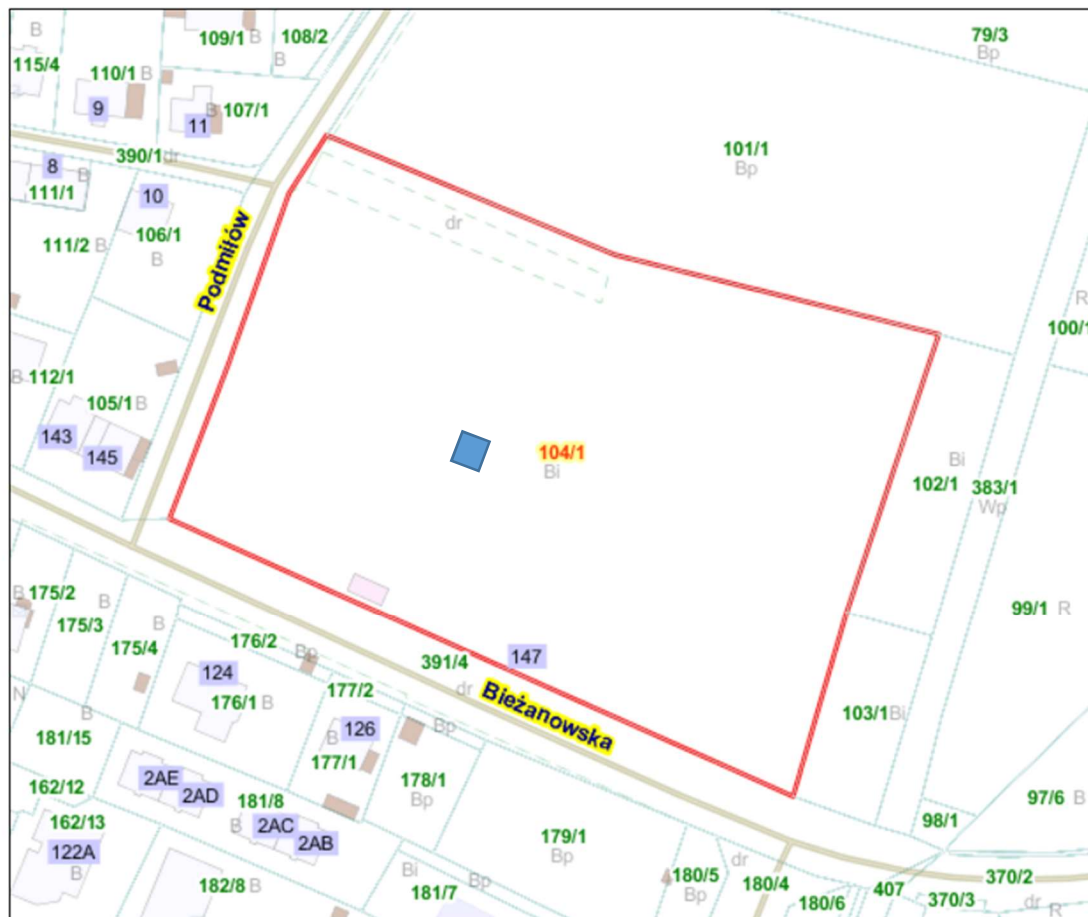 B
109/1 B
108/2
B
79/3
Bp
115/4
110/1 B
9
B
107/1
11
390/1 dr
101/1
Bp
8
B
111/1
10
106/1
B
111/2 B
Podmiłów
dr
R
100/1
B
112/1
105/1 B
143
145
104/1
Bi
Bi
102/1
383/1
Wp
99/1 R
B
175/2
175/3
B
175/4
B
176/2
Bp
391/4
dr
147
Bieżanowska
124
176/1 B
177/2
126
B
177/1
Bp
178/1
Bp
103/1 Bi
N
B
181/15
162/12
2AE
2AD
181/8
B
2AC
2AB
162/13
122A
B
182/8 B
Bi
181/7
Bp
179/1
Bp
180/5
Bp
dr
180/4
180/6
407
98/1
97/6 B
370/2
370/3
dr
R